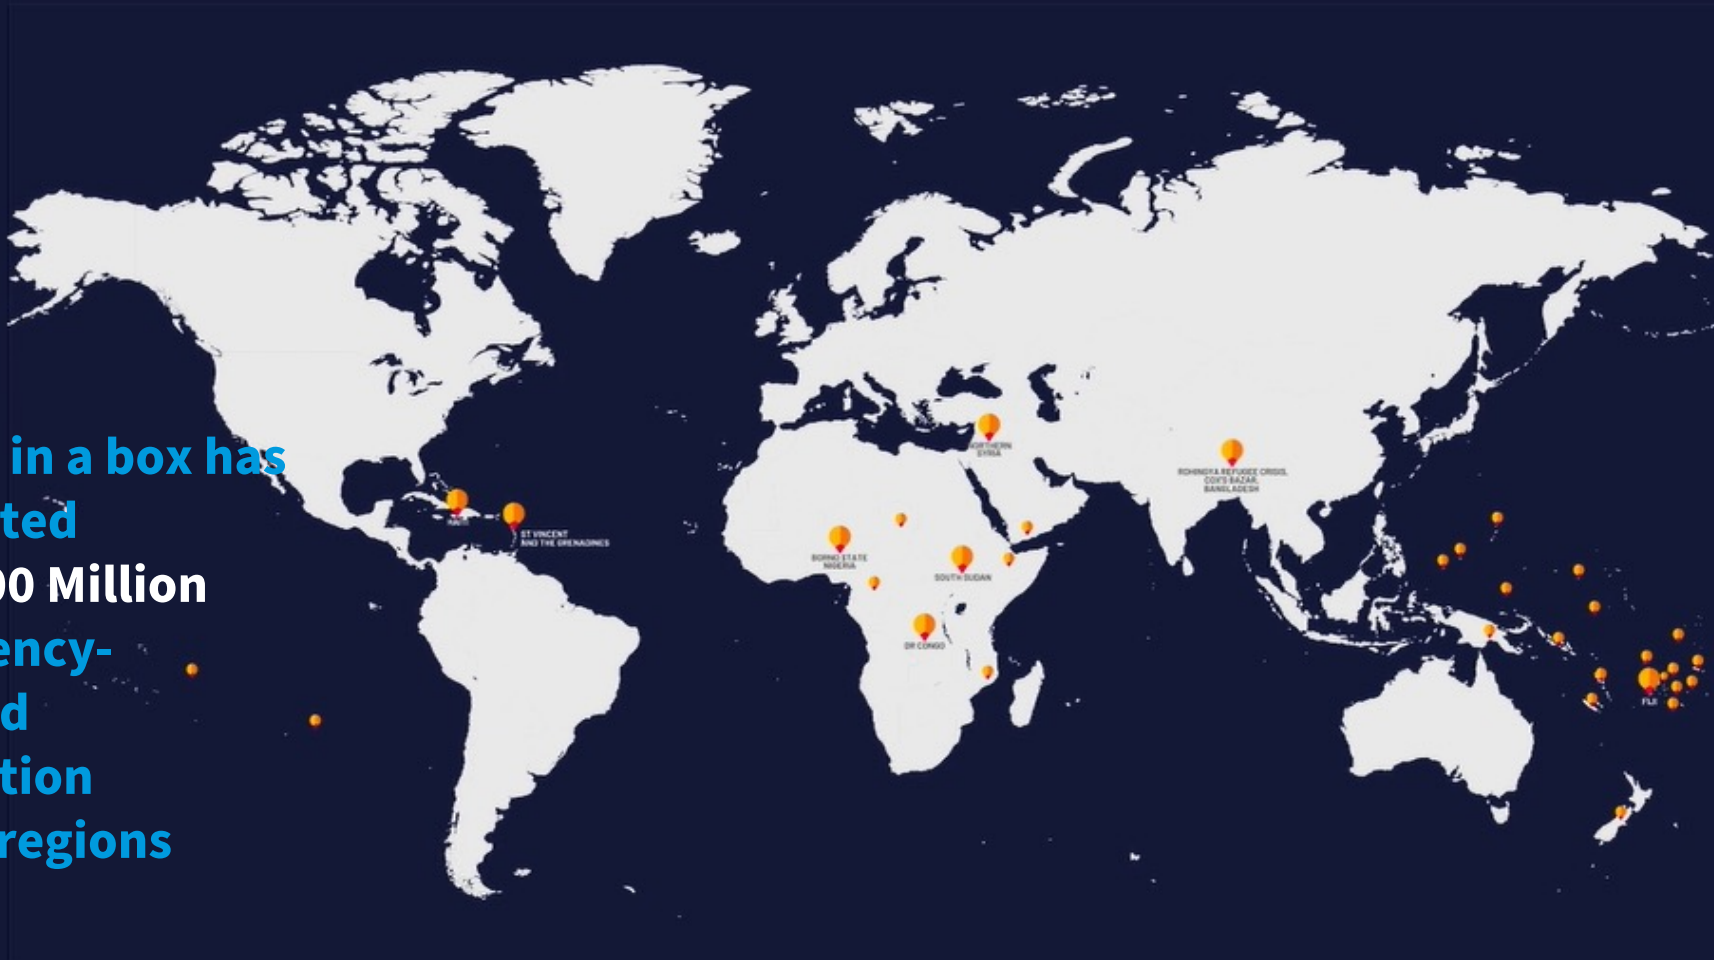 in a box has
ted
00 Million
ency-
d
tion
regions
NORTHERN
SYRIA
ROHINGYA REFUGEE CRISIS,
COX'S BAZAR,
BANGLADESH
HAITI
ST VINCENT
AND THE GRENADINES
BORNO STATE
NIGERIA
SOUTH SUDAN
DR CONGO
FIJI